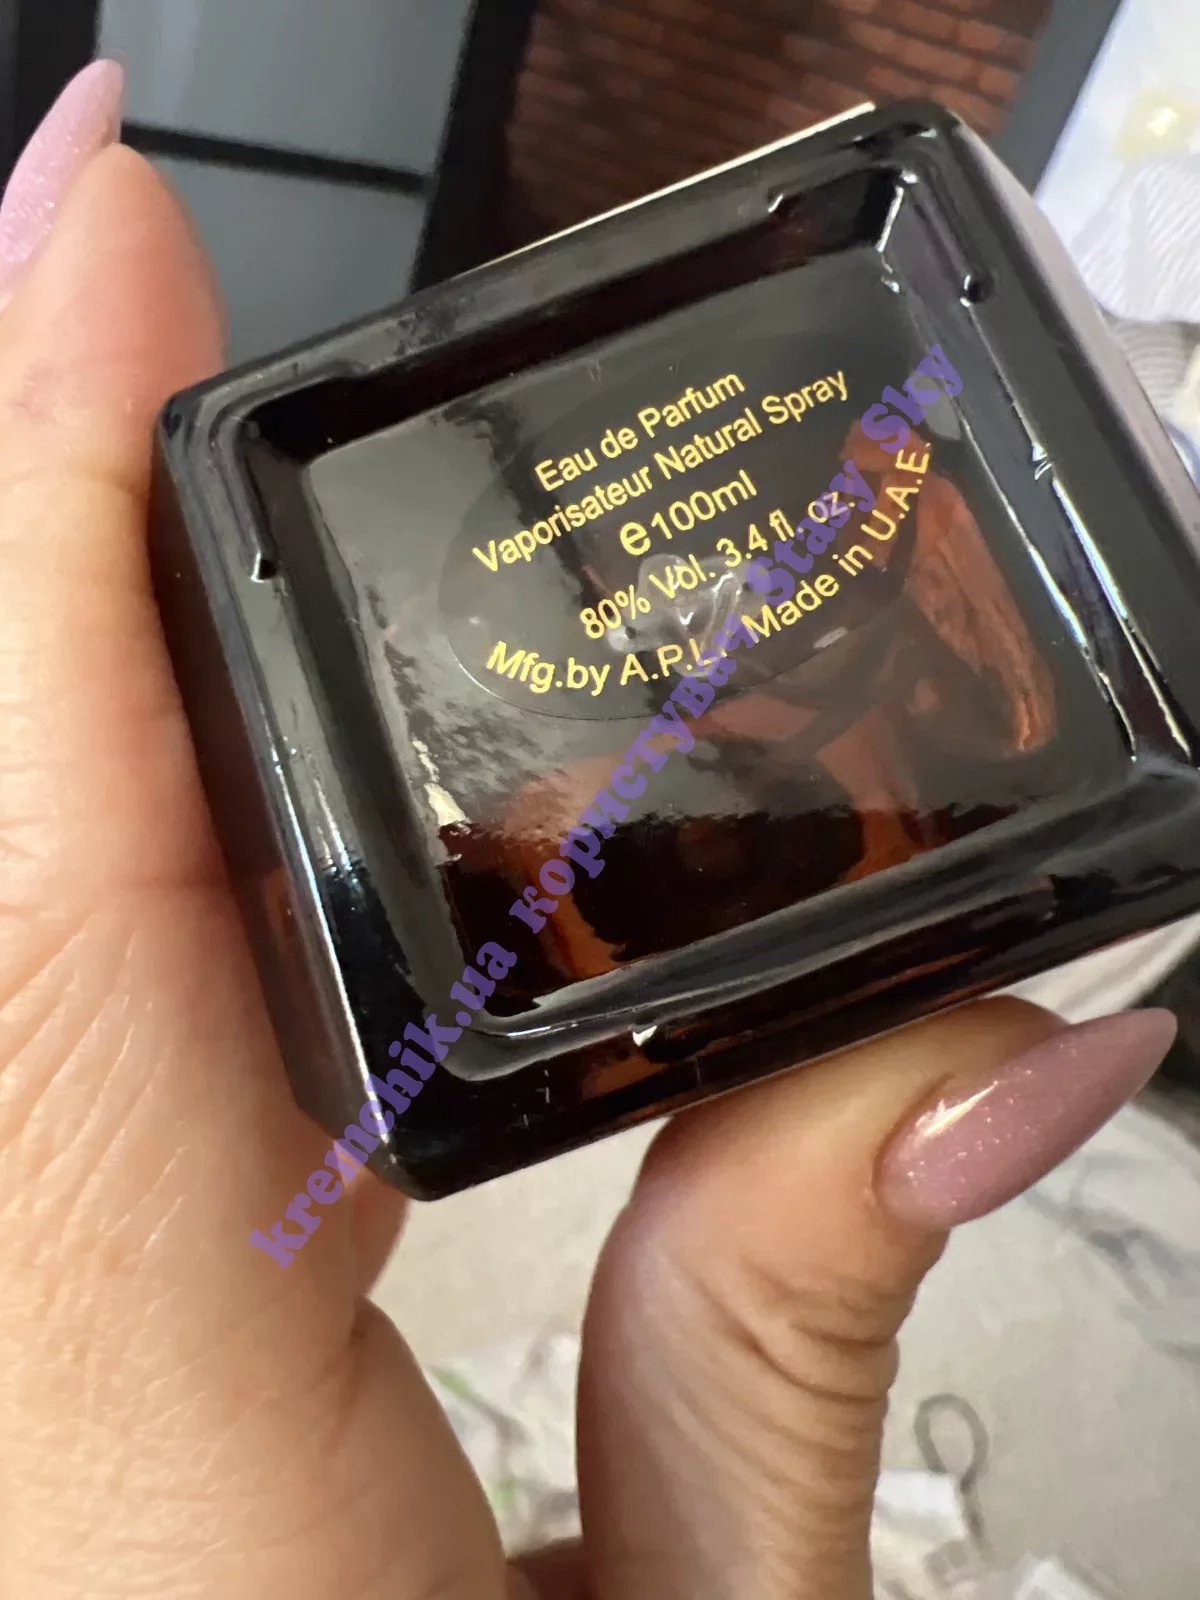 Eau de Parfum
Vaporisateur Natural Spray
e 100ml
80% Vol. 3.4 fl. oz.
Mfg.by A.P.L. Made in U.A.E.
kremchik.ua користувач Stasy Sky